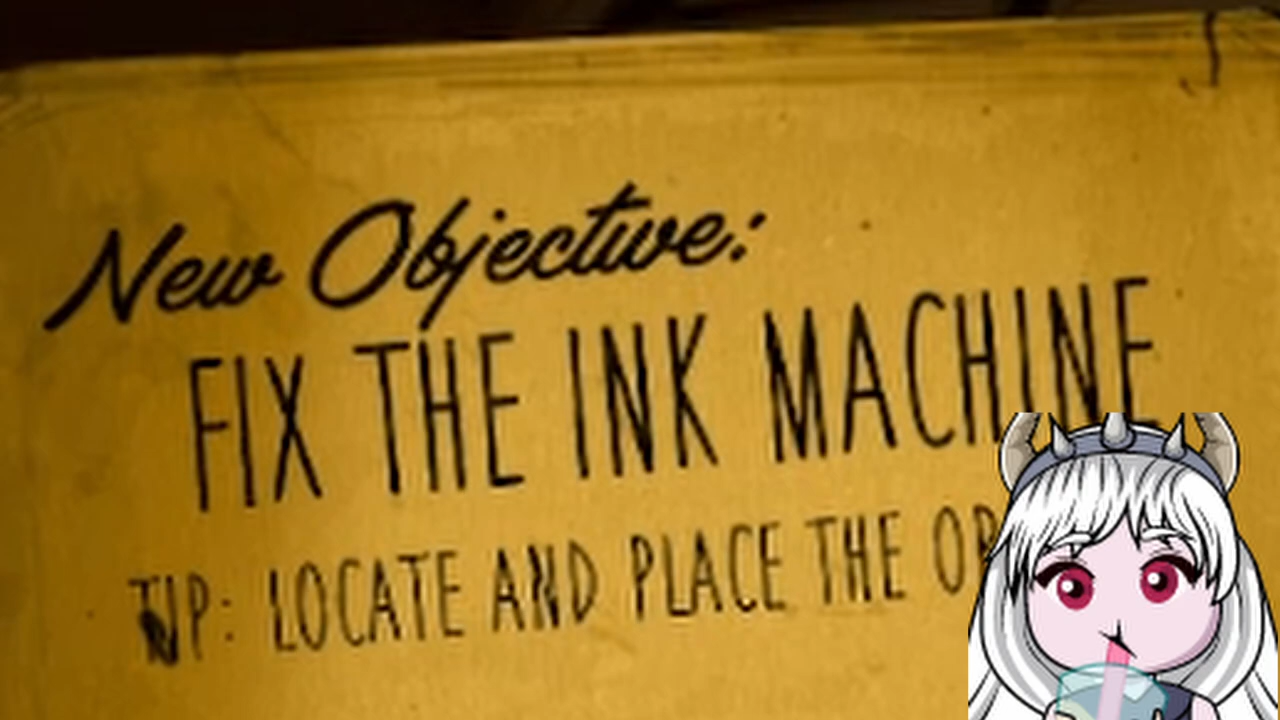 New Objective:
FIX THE INK MACHINE
TIP: LOCATE AND PLACE THE